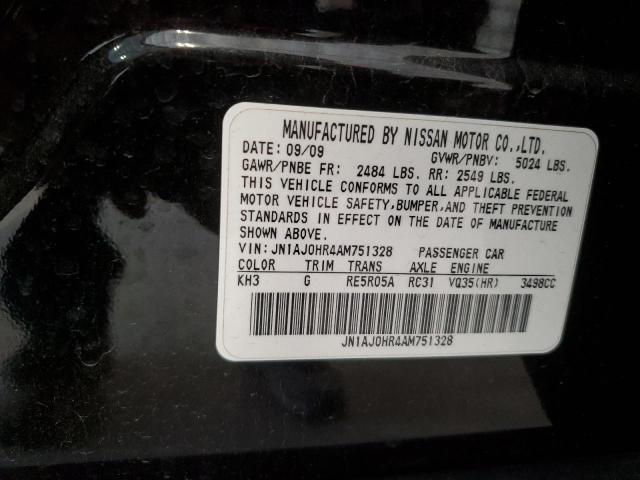 MANUFACTURED BY NISSAN MOTOR CO.,LTD.
DATE: 09/09 GVWR/PNBV: 5024 LBS.
GAWR/PNBE FR: 2484 LBS. RR: 2549 LBS.
THIS VEHICLE CONFORMS TO ALL APPLICABLE FEDERAL
MOTOR VEHICLE SAFETY,BUMPER,AND THEFT PREVENTION
STANDARDS IN EFFECT ON THE DATE OF MANUFACTURE
SHOWN ABOVE.
VIN: JN1AJ0HR4AM751328 PASSENGER CAR
COLOR TRIM TRANS AXLE ENGINE
KH3 G RE5R05A RC31 VQ35(HR) 3498CC
JN1AJ0HR4AM751328